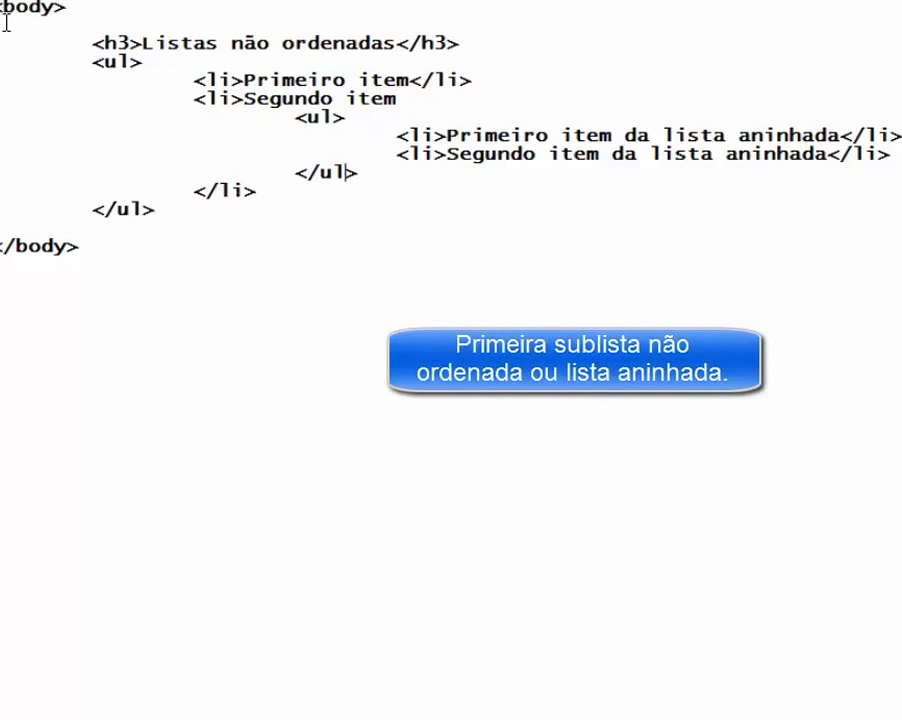 <body>
<h3>Listas não ordenadas</h3>
<ul>
<li>Primeiro item</li>
<li>Segundo item
<ul>
<li>Primeiro item da lista aninhada</li>
<li>Segundo item da lista aninhada</li>
</ul>
</li>
</ul>
</body>
Primeira sublista não
ordenada ou lista aninhada.